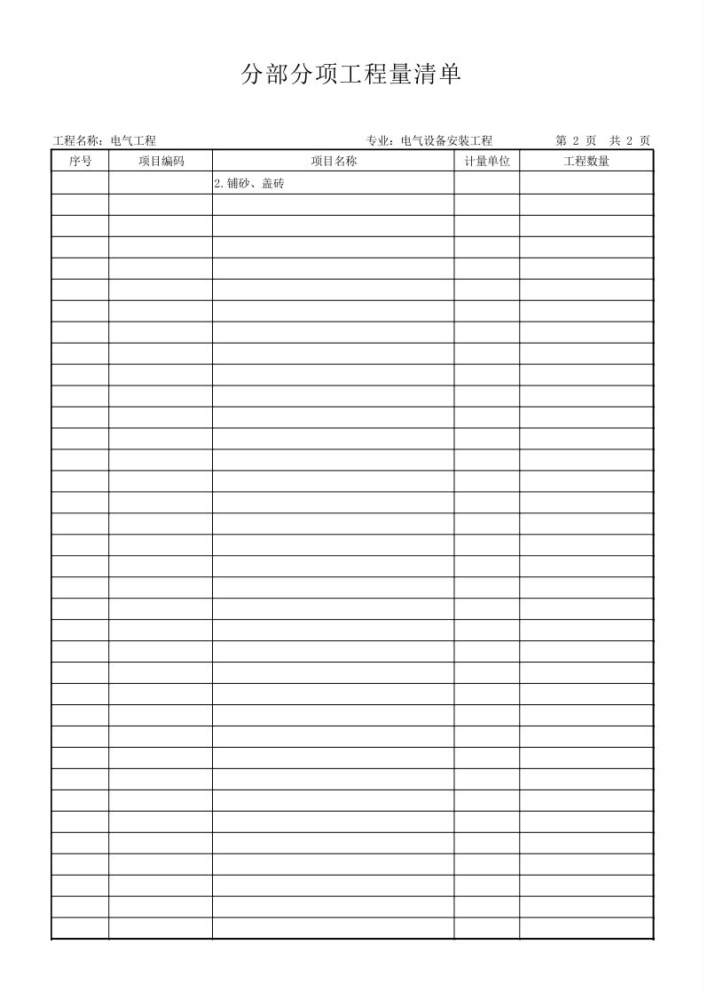 分部分项工程量清单
工程名称: 电气工程 专业: 电气设备安装工程 第 2 页 共 2 页
序号 项目编码 项目名称 计量单位 工程数量
2.铺砂、盖砖